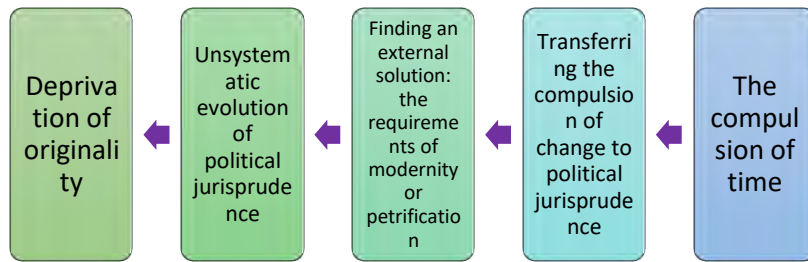 Depriva
tion of
originali
ty
Unsystem
atic
evolution
of
political
jurisprude
nce
Finding an
external
solution:
the
requireme
nts of
modernity
or
petrificatio
n
Transferri
ng the
compulsio
n of
change to
political
jurisprude
nce
The
compul
sion of
time